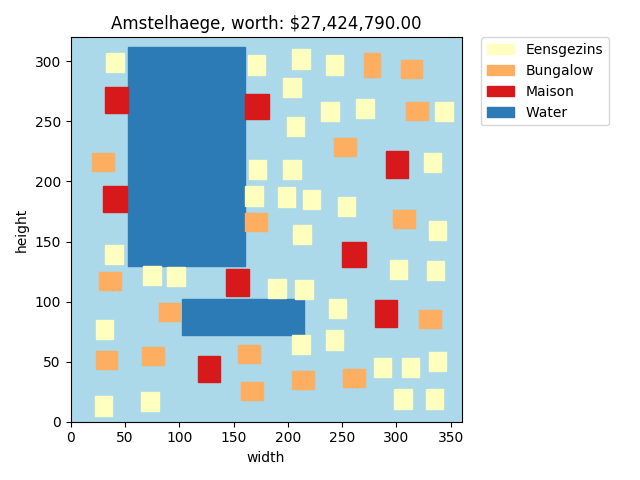 Amstelhaege, worth: $27,424,790.00
Eensgezins
Bungalow
Maison
Water
height
300
250
200
150
100
50
0
0 50 100 150 200 250 300 350
width